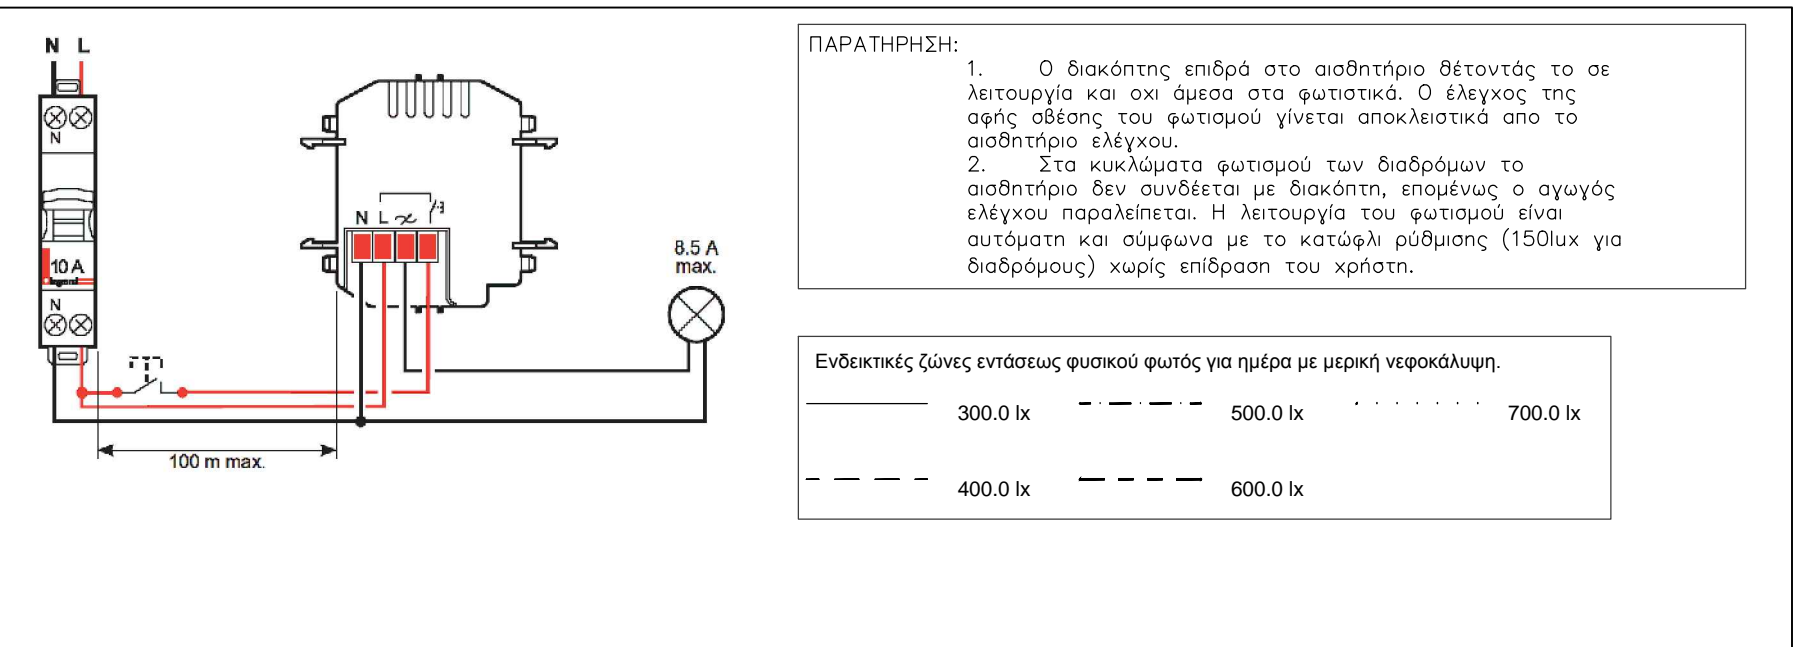 N L
N
10 A
legrand
N
N L
8.5 A
max.
100 m max.
ΠΑΡΑΤΗΡΗΣΗ:
1. Ο διακόπτης επιδρά στο αισθητήριο θέτοντάς το σε
λειτουργία και οχι άμεσα στα φωτιστικά. Ο έλεγχος της
αφής σβέσης του φωτισμού γίνεται αποκλειστικά απο το
αισθητήριο ελέγχου.
2. Στα κυκλώματα φωτισμού των διαδρόμων το
αισθητήριο δεν συνδέεται με διακόπτη, επομένως ο αγωγός
ελέγχου παραλείπεται. Η λειτουργία του φωτισμού είναι
αυτόματη και σύμφωνα με το κατώφλι ρύθμισης (150lux για
διαδρόμους) χωρίς επίδραση του χρήστη.
Ενδεικτικές ζώνες εντάσεως φυσικού φωτός για ημέρα με μερική νεφοκάλυψη.
300.0 lx 500.0 lx 700.0 lx
400.0 lx 600.0 lx